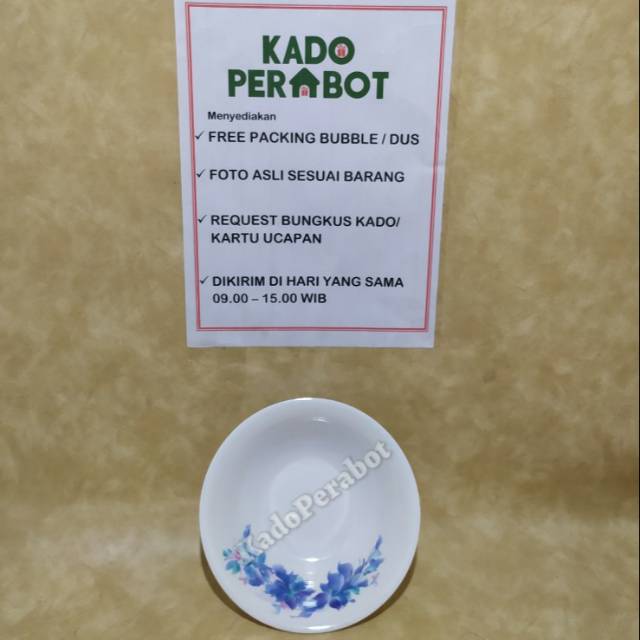 KADO
PERABOT
Menyediakan
✓ FREE PACKING BUBBLE / DUS
✓ FOTO ASLI SESUAI BARANG
✓ REQUEST BUNGKUS KADO/
KARTU UCAPAN
✓ DIKIRIM DI HARI YANG SAMA
09.00 – 15.00 WIB
KadoPerabot